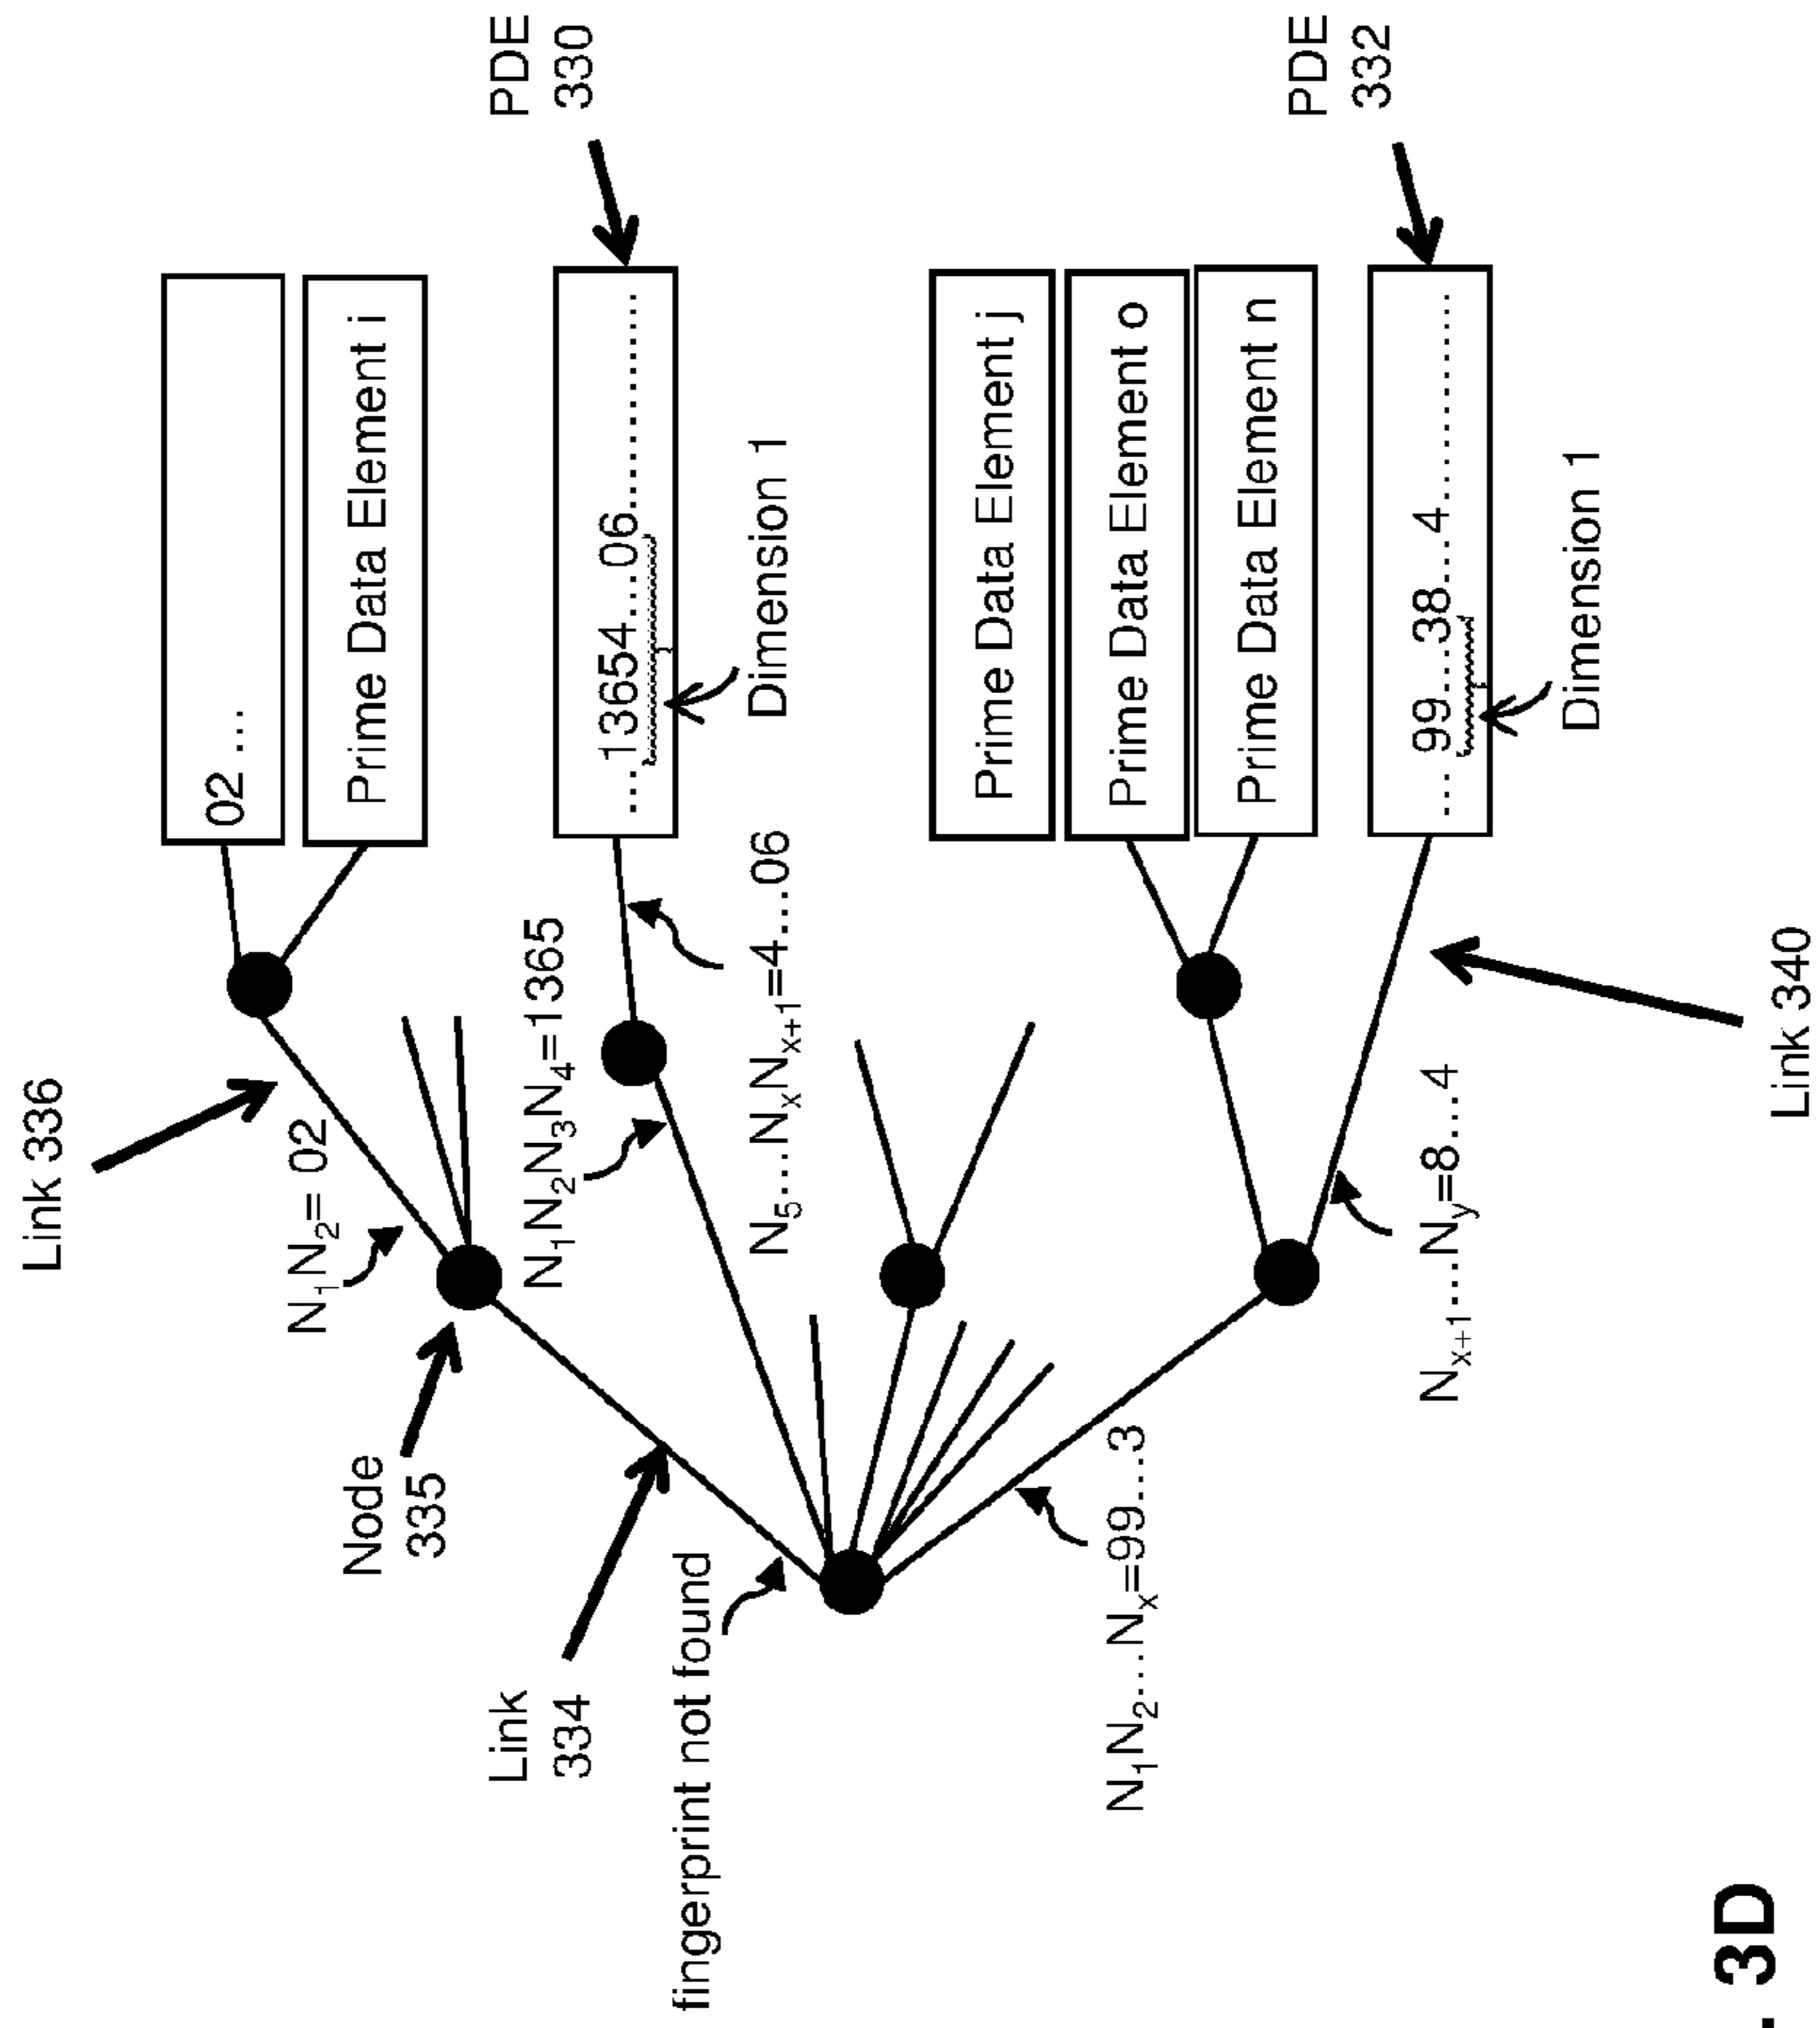 Link 336
N₁N₂= 02
Node
335
Link
334
fingerprint not found
N₁N₂N₃N₄=1365
N₅....NₓNₓ₊₁=4....06
N₁N₂....Nₓ=99....3
Nₓ₊₁....Ny=8....4
Link 340
02 ...
Prime Data Element i
....13654....06..............
Dimension 1
PDE
330
Prime Data Element j
Prime Data Element o
Prime Data Element n
.... 99....38......4..............
Dimension 1
PDE
332
. 3D